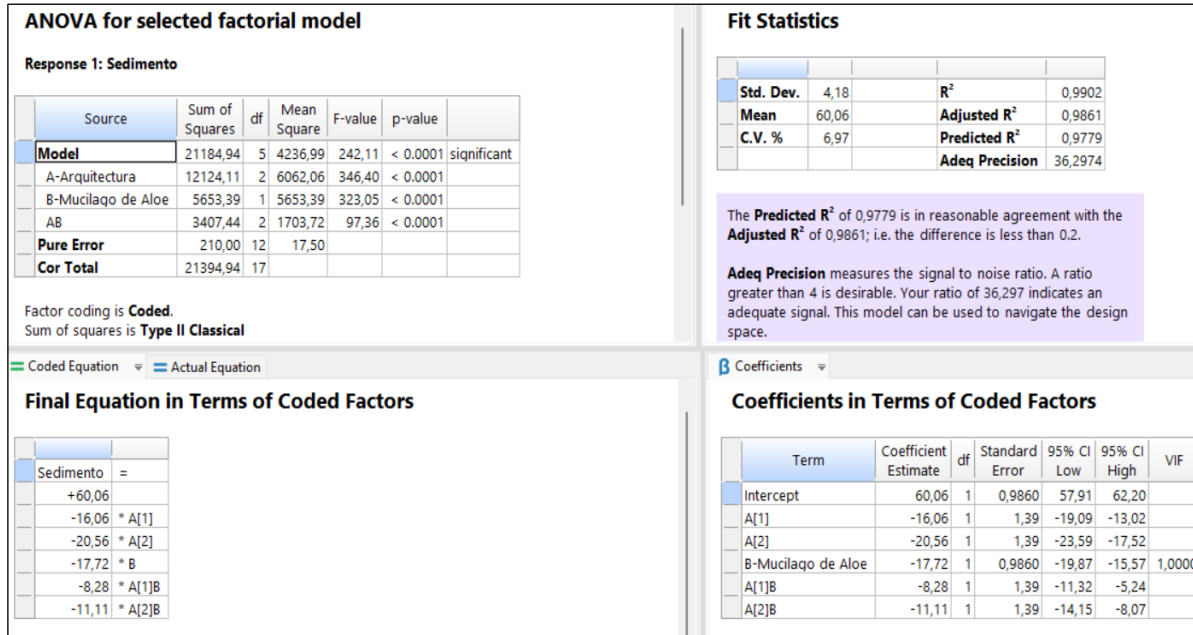 ANOVA for selected factorial model
Response 1: Sedimento
Source Sum of Squares df Mean Square F-value p-value
Model 21184,94 5 4236,99 242,11 < 0.0001 significant
A-Arquitectura 12124,11 2 6062,06 346,40 < 0.0001
B-Mucilago de Aloe 5653,39 1 5653,39 323,05 < 0.0001
AB 3407,44 2 1703,72 97,36 < 0.0001
Pure Error 210,00 12 17,50
Cor Total 21394,94 17
Factor coding is Coded.
Sum of squares is Type II Classical
Fit Statistics
Std. Dev. 4,18 R² 0,9902
Mean 60,06 Adjusted R² 0,9861
C.V. % 6,97 Predicted R² 0,9779
Adeq Precision 36,2974
The Predicted R² of 0,9779 is in reasonable agreement with the
Adjusted R² of 0,9861; i.e. the difference is less than 0.2.
Adeq Precision measures the signal to noise ratio. A ratio
greater than 4 is desirable. Your ratio of 36,297 indicates an
adequate signal. This model can be used to navigate the design
space.
Coded Equation Actual Equation
Final Equation in Terms of Coded Factors
Sedimento =
+60,06
-16,06 * A[1]
-20,56 * A[2]
-17,72 * B
-8,28 * A[1]B
-11,11 * A[2]B
β Coefficients
Coefficients in Terms of Coded Factors
Term Coefficient Estimate df Standard Error 95% CI Low 95% CI High VIF
Intercept 60,06 1 0,9860 57,91 62,20
A[1] -16,06 1 1,39 -19,09 -13,02
A[2] -20,56 1 1,39 -23,59 -17,52
B-Mucilago de Aloe -17,72 1 0,9860 -19,87 -15,57 1,0000
A[1]B -8,28 1 1,39 -11,32 -5,24
A[2]B -11,11 1 1,39 -14,15 -8,07